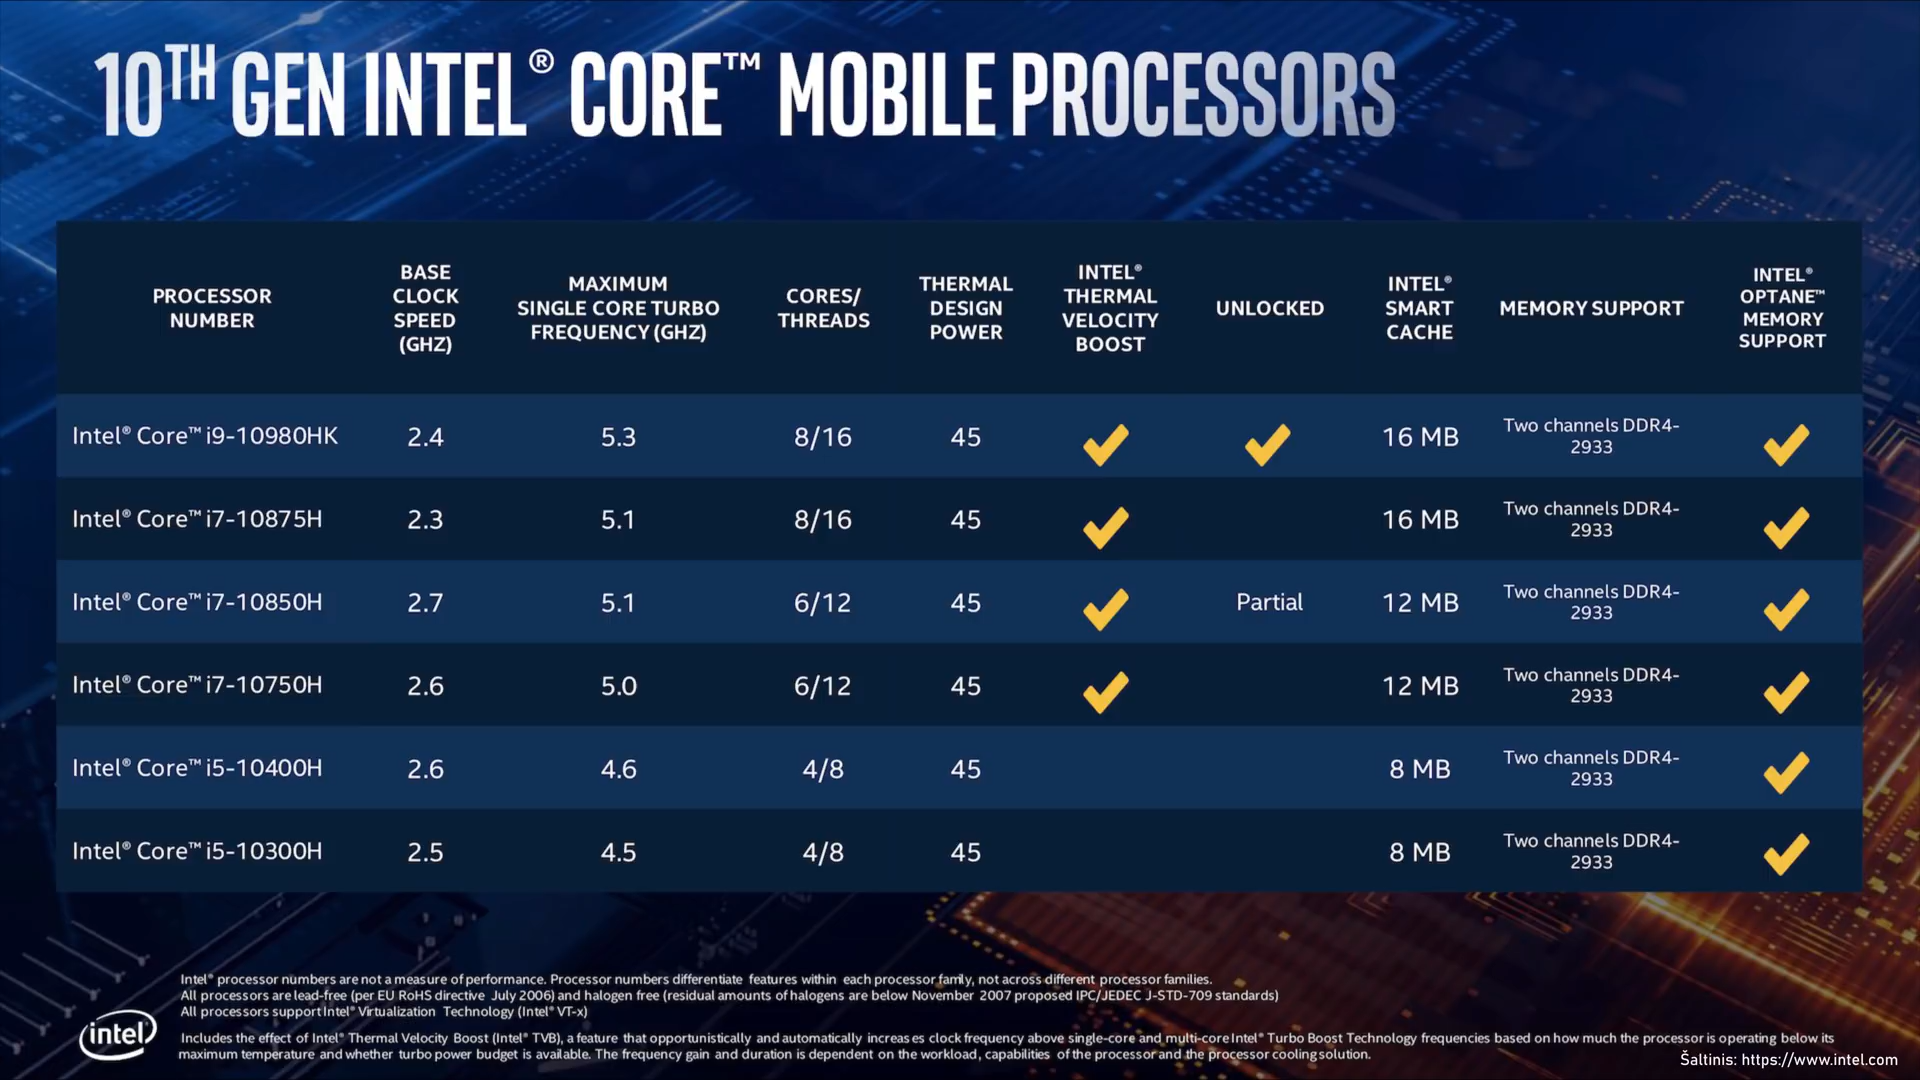 10TH GEN INTEL® CORE™ MOBILE PROCESSORS
PROCESSOR NUMBER	BASE CLOCK SPEED (GHZ)	MAXIMUM SINGLE CORE TURBO FREQUENCY (GHZ)	CORES/ THREADS	THERMAL DESIGN POWER	INTEL® THERMAL VELOCITY BOOST	UNLOCKED	INTEL® SMART CACHE	MEMORY SUPPORT	INTEL® OPTANE™ MEMORY SUPPORT
Intel® Core™ i9-10980HK	2.4	5.3	8/16	45	✓	✓	16 MB	Two channels DDR4-2933	✓
Intel® Core™ i7-10875H	2.3	5.1	8/16	45	✓		16 MB	Two channels DDR4-2933	✓
Intel® Core™ i7-10850H	2.7	5.1	6/12	45	✓	Partial	12 MB	Two channels DDR4-2933	✓
Intel® Core™ i7-10750H	2.6	5.0	6/12	45	✓		12 MB	Two channels DDR4-2933	✓
Intel® Core™ i5-10400H	2.6	4.6	4/8	45			8 MB	Two channels DDR4-2933	✓
Intel® Core™ i5-10300H	2.5	4.5	4/8	45			8 MB	Two channels DDR4-2933	✓
Intel® processor numbers are not a measure of performance. Processor numbers differentiate features within each processor family, not across different processor families.
All processors are lead-free (per EU RoHS directive July 2006) and halogen free (residual amounts of halogens are below November 2007 proposed IPC/JEDEC J-STD-709 standards)
All processors support Intel® Virtualization Technology (Intel® VT-x)
Includes the effect of Intel® Thermal Velocity Boost (Intel® TVB), a feature that opportunistically and automatically increases clock frequency above single-core and multi-core Intel® Turbo Boost Technology frequencies based on how much the processor is operating below its
maximum temperature and whether turbo power budget is available. The frequency gain and duration is dependent on the workload, capabilities of the processor and the processor cooling solution.
intel
Šaltinis: https://www.intel.com